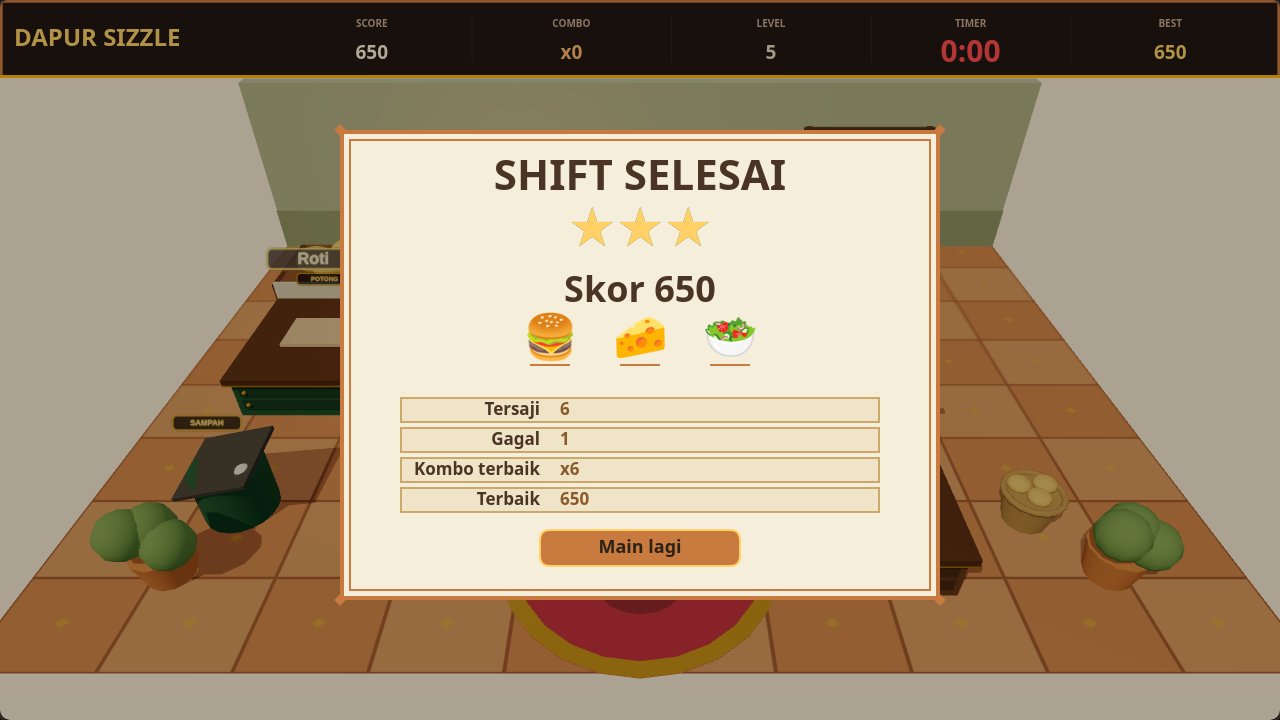 DAPUR SIZZLE
SCORE
650
COMBO
x0
LEVEL
5
TIMER
0:00
BEST
650
SHIFT SELESAI
Skor 650
Tersaji 6
Gagal 1
Kombo terbaik x6
Terbaik 650
Main lagi
Roti
POTONG
SAMPAH